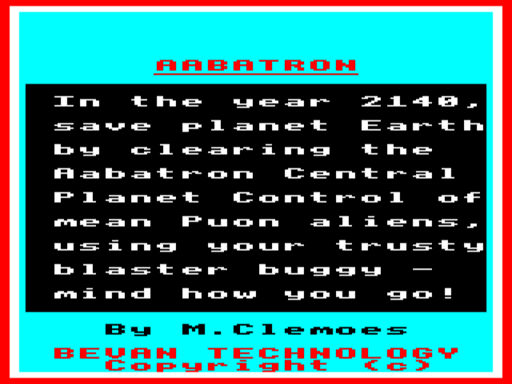 AABATRON
In the year 2140,
save planet Earth
by clearing the
Aabatron Central
Planet Control of
mean Puon aliens,
using your trusty
blaster buggy —
mind how you go!
By M.Clemoes
BEVAN TECHNOLOGY
Copyright (c)